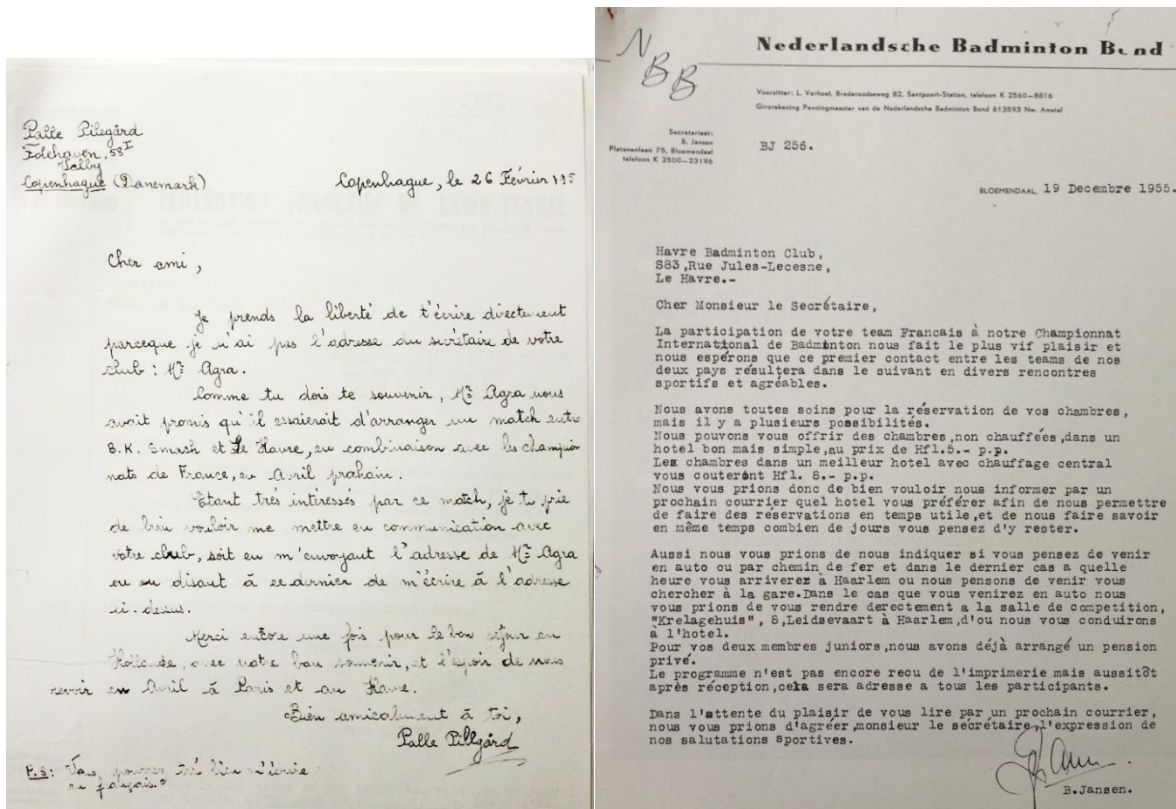 Palle Pilegård
Folehaven, 53 I
Valby
Copenhague (Danemark)
Copenhague, le 26 Février 195
Cher ami,
Je prends la liberté de t'écrire directement
parceque je n'ai pas l'adresse du secrétaire de votre
club : Mr Agra.
Comme tu dois te souvenir, Mr Agra nous
avait promis qu'il essaierait d'arranger un match entre
B.K. Smash et Le Havre, en combinaison avec les champion
nats de France, en Avril prochain.
Etant très intéressés par ce match, je te prie
de bien vouloir me mettre en communication avec
votre club, soit en m'envoyant l'adresse de Mr Agra
ou en disant à ce dernier de m'écrire à l'adresse
ci-dessus.
Merci encore une fois pour le bon séjour en
Hollande, avec votre bon souvenir, et l'espoir de nous
revoir en Avril à Paris et au Havre.
Bien amicalement à toi,
Palle Pillgård
P.S: Vous pouvez très bien m'écrire
en français.
NBB
Nederlandsche Badminton Bond
Voorzitter: L. Verhoef, Brederodseweg 82, Santpoort-Station, telefoon K 2560-8816
Girorekening Penningmeester van de Nederlandsche Badminton Bond 613593 Nw. Amstel
Secretariaat:
B. Jansen
Platanenlaan 75, Bloemendaal
telefoon K 2500-23196
BJ 256.
BLOEMENDAAL, 19 Decembre 1955.
Havre Badminton Club,
S83,Rue Jules-Lecesne,
Le Havre.-
Cher Monsieur le Secrétaire,
La participation de votre team Francais à notre Championnat
International de Badminton nous fait le plus vif plaisir et
nous espérons que ce premier contact entre les teams de nos
deux pays résultera dans le suivant en divers rencontres
sportifs et agréables.
Nous avons toutes soins pour la réservation de vos chambres,
mais il y a plusieurs possibilités.
Nous pouvons vous offrir des chambres,non chauffées,dans un
hotel bon mais simple,au prix de Hfl.5.- p.p.
Les chambres dans un meilleur hotel avec chauffage central
vous couterònt Hfl. 8.- p.p.
Nous vous prions donc de bien vouloir nous informer par un
prochain courrier quel hotel vous préférer afin de nous permettre
de faire des reservations en temps utile,et de nous faire savoir
en même temps combien de jours vous pensez d'y rester.
Aussi nous vous prions de nous indiquer si vous pensez de venir
en auto ou par chemin de fer et dans le dernier cas a quelle
heure vous arriverez à Haarlem ou nous pensons de venir vous
chercher à la gare.Dans le cas que vous venirez en auto nous
vous prions de vous rendre derectement a la salle de competition,
"Krelagehuis", 8,Leidsevaart à Haarlem,d'ou nous vous conduirons
à l'hotel.
Pour vos deux membres juniors,nous avons déjà arrangé un pension
privé.
Le programme n'est pas encore recu de l'imprimerie mais aussitôt
après réception,cela sera adresse a tous les participants.
Dans l'attente du plaisir de vous lire par un prochain courrier,
nous vous prions d'agréer,monsieur le secrétaire,l'expression de
nos salutations sportives.
B.Jansen.